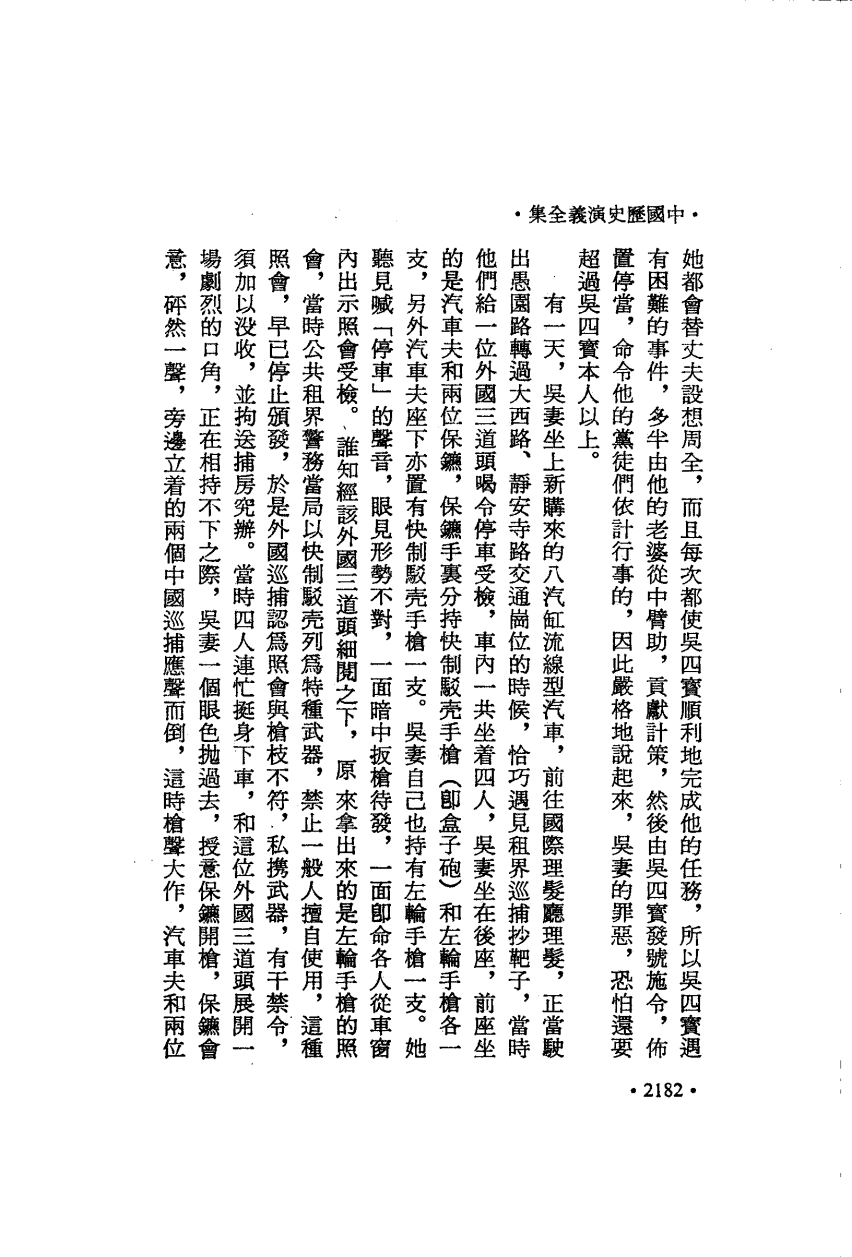 ・中國歷史演義全集・
她都會替丈夫設想周全，而且每次都使吳四寶順利地完成他的任務，所以吳四寶遇
有困難的事件，多半由他的老婆從中臂助，貢獻計策，然後由吳四寶發號施令，佈
置停當，命令他的黨徒們依計行事的，因此嚴格地說起來，吳妻的罪惡，恐怕還要
超過吳四寶本人以上。
有一天，吳妻坐上新購來的八汽缸流線型汽車，前往國際理髮廳理髮，正當駛
出愚園路轉過大西路、靜安寺路交通崗位的時候，恰巧遇見租界巡捕抄靶子，當時
他們給一位外國三道頭喝令停車受檢，車內一共坐着四人，吳妻坐在後座，前座坐
的是汽車夫和兩位保鑣，保鑣手裏分持快制駁壳手槍（卽盒子砲）和左輪手槍各一
支，另外汽車夫座下亦置有快制駁壳手槍一支。吳妻自己也持有左輪手槍一支。她
聽見喊「停車」的聲音，眼見形勢不對，一面暗中扳槍待發，一面卽命各人從車窗
內出示照會受檢。誰知經該外國三道頭細閱之下，原來拿出來的是左輪手槍的照
會，當時公共租界警務當局以快制駁壳列爲特種武器，禁止一般人擅自使用，這種
照會，早已停止頒發，於是外國巡捕認爲照會與槍枝不符，私携武器，有干禁令，
須加以沒收，並拘送捕房究辦。當時四人連忙挺身下車，和這位外國三道頭展開一
場劇烈的口角，正在相持不下之際，吳妻一個眼色拋過去，授意保鑣開槍，保鑣會
意，砰然一聲，旁邊立着的兩個中國巡捕應聲而倒，這時槍聲大作，汽車夫和兩位
・2182・